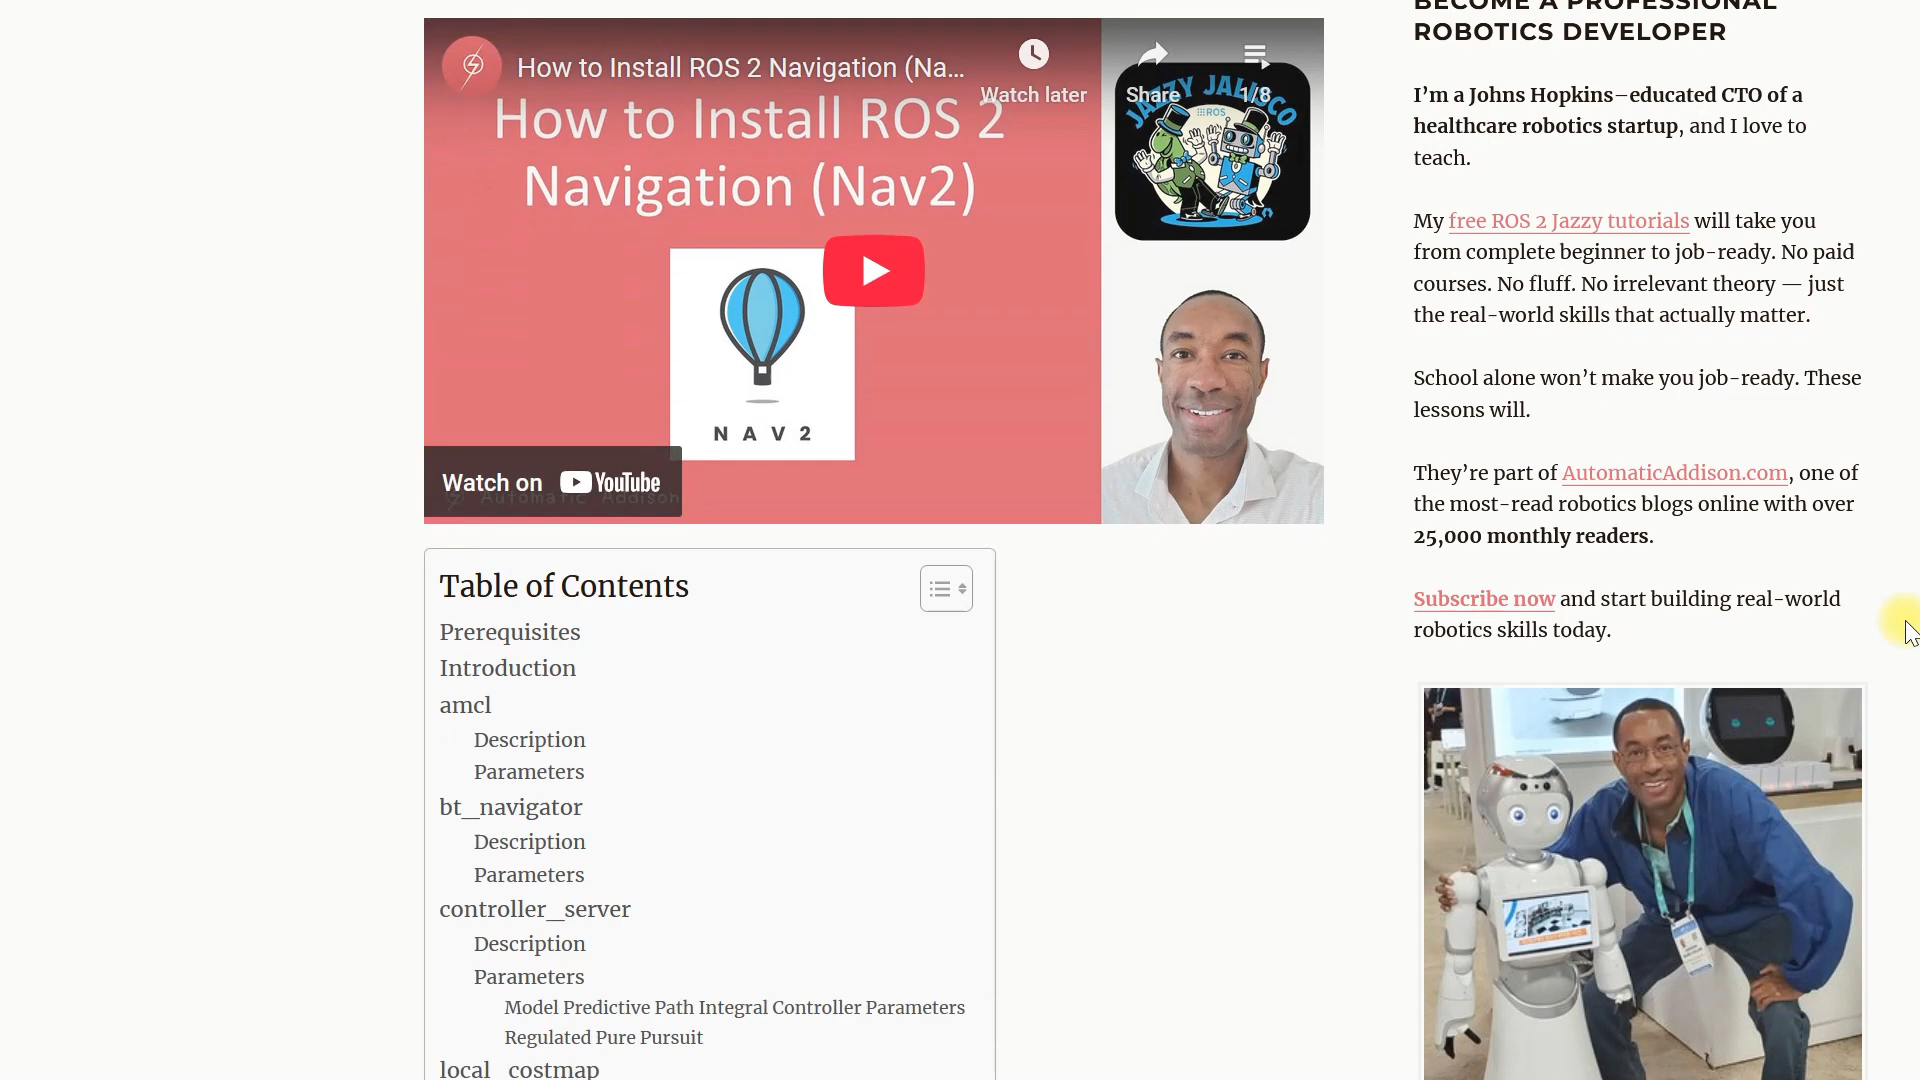 How to Install ROS 2 Navigation (Na...
Watch later
Share
1/8
How to Install ROS 2
Navigation (Nav2)
JAZZY JALISCO
ROS
NAV2
Watch on YouTube
Automatic Addison
Table of Contents
Prerequisites
Introduction
amcl
Description
Parameters
bt_navigator
Description
Parameters
controller_server
Description
Parameters
Model Predictive Path Integral Controller Parameters
Regulated Pure Pursuit
local_costmap
BECOME A PROFESSIONAL
ROBOTICS DEVELOPER
I’m a Johns Hopkins–educated CTO of a
healthcare robotics startup, and I love to
teach.
My free ROS 2 Jazzy tutorials will take you
from complete beginner to job-ready. No paid
courses. No fluff. No irrelevant theory — just
the real-world skills that actually matter.
School alone won’t make you job-ready. These
lessons will.
They’re part of AutomaticAddison.com, one of
the most-read robotics blogs online with over
25,000 monthly readers.
Subscribe now and start building real-world
robotics skills today.